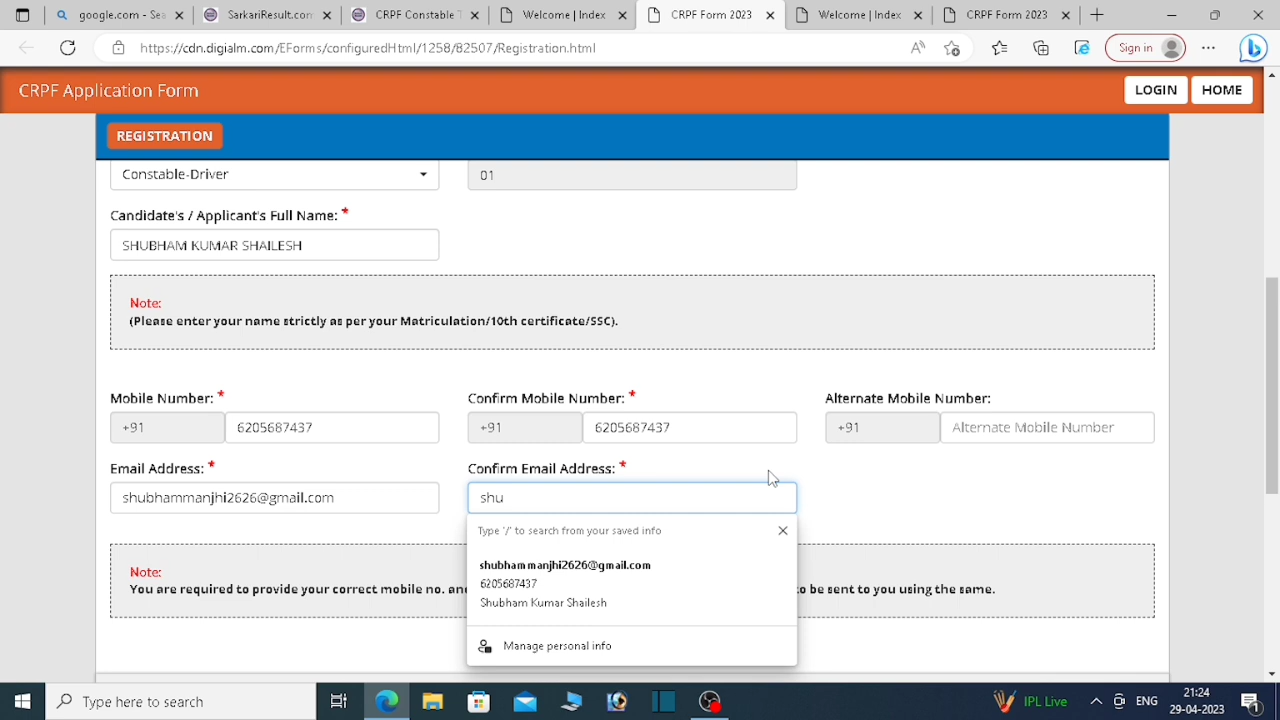 google.com - Sea
SarkariResult.com
CRPF Constable T
Welcome | Index
CRPF Form 2023
Welcome | Index
CRPF Form 2023
https://cdn.digialm.com/EForms/configuredHtml/1258/82507/Registration.html
Sign in
CRPF Application Form
LOGIN
HOME
REGISTRATION
Constable-Driver
01
Candidate's / Applicant's Full Name: *
SHUBHAM KUMAR SHAILESH
Note:
(Please enter your name strictly as per your Matriculation/10th certificate/SSC).
Mobile Number: *
Confirm Mobile Number: *
Alternate Mobile Number:
+91
6205687437
+91
6205687437
+91
Alternate Mobile Number
Email Address: *
Confirm Email Address: *
shubhammanjhi2626@gmail.com
shu
Type '/' to search from your saved info
shubhammanjhi2626@gmail.com
6205687437
Shubham Kumar Shailesh
Manage personal info
Note:
You are required to provide your correct mobile no. and
o be sent to you using the same.
Type here to search
IPL Live
ENG
21:24
29-04-2023
1